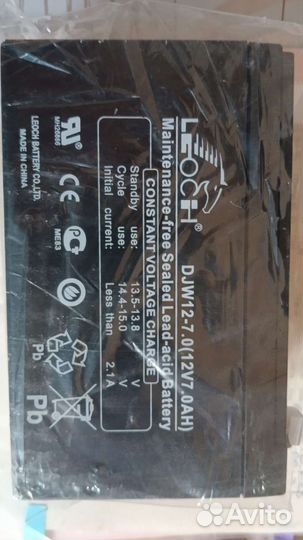 LEOCH®
DJW12-7.0(12V7.0AH)
Maintenance-free Sealed Lead-acid Battery
CONSTANT VOLTAGE CHARGE
Standby use: 13.5-13.8 V
Cycle use: 14.4-15.0 V
Initial current: Less than 2.1 A
MH26866
ME83
LEOCH BATTERY CO.,LTD.
MADE IN CHINA
Pb
Pb
Avito